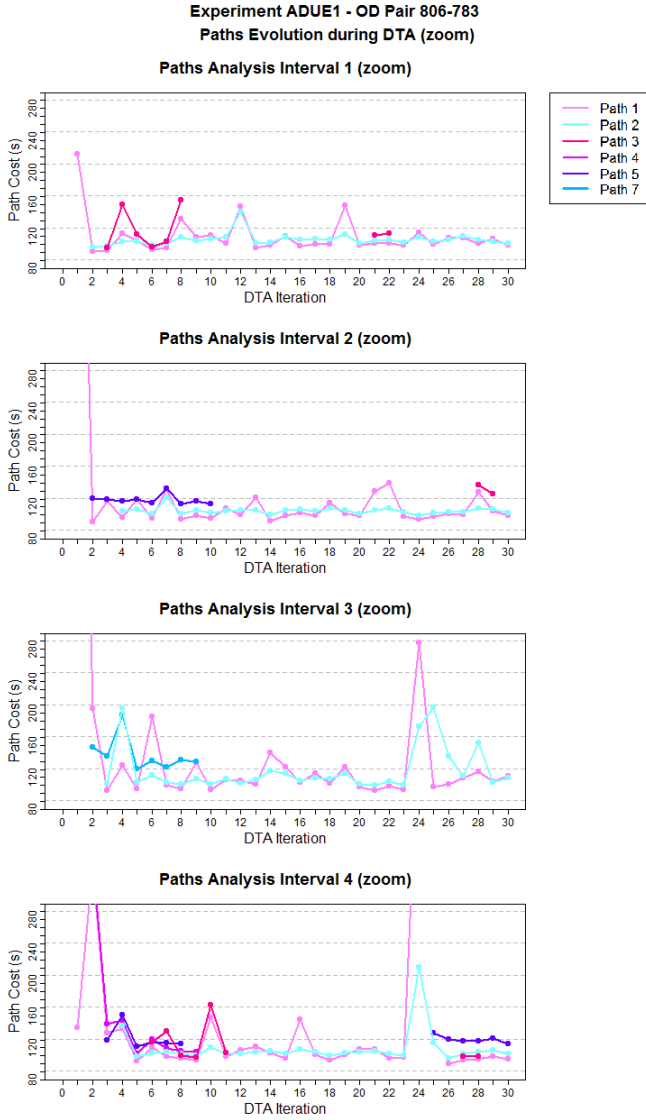 Experiment ADUE1 - OD Pair 806-783
Paths Evolution during DTA (zoom)
Paths Analysis Interval 1 (zoom)
Path Cost (s)
80 120 160 200 240 280
0 2 4 6 8 10 12 14 16 18 20 22 24 26 28 30
DTA Iteration
Path 1
Path 2
Path 3
Path 4
Path 5
Path 7
Paths Analysis Interval 2 (zoom)
Path Cost (s)
80 120 160 200 240 280
0 2 4 6 8 10 12 14 16 18 20 22 24 26 28 30
DTA Iteration
Paths Analysis Interval 3 (zoom)
Path Cost (s)
80 120 160 200 240 280
0 2 4 6 8 10 12 14 16 18 20 22 24 26 28 30
DTA Iteration
Paths Analysis Interval 4 (zoom)
Path Cost (s)
80 120 160 200 240 280
0 2 4 6 8 10 12 14 16 18 20 22 24 26 28 30
DTA Iteration